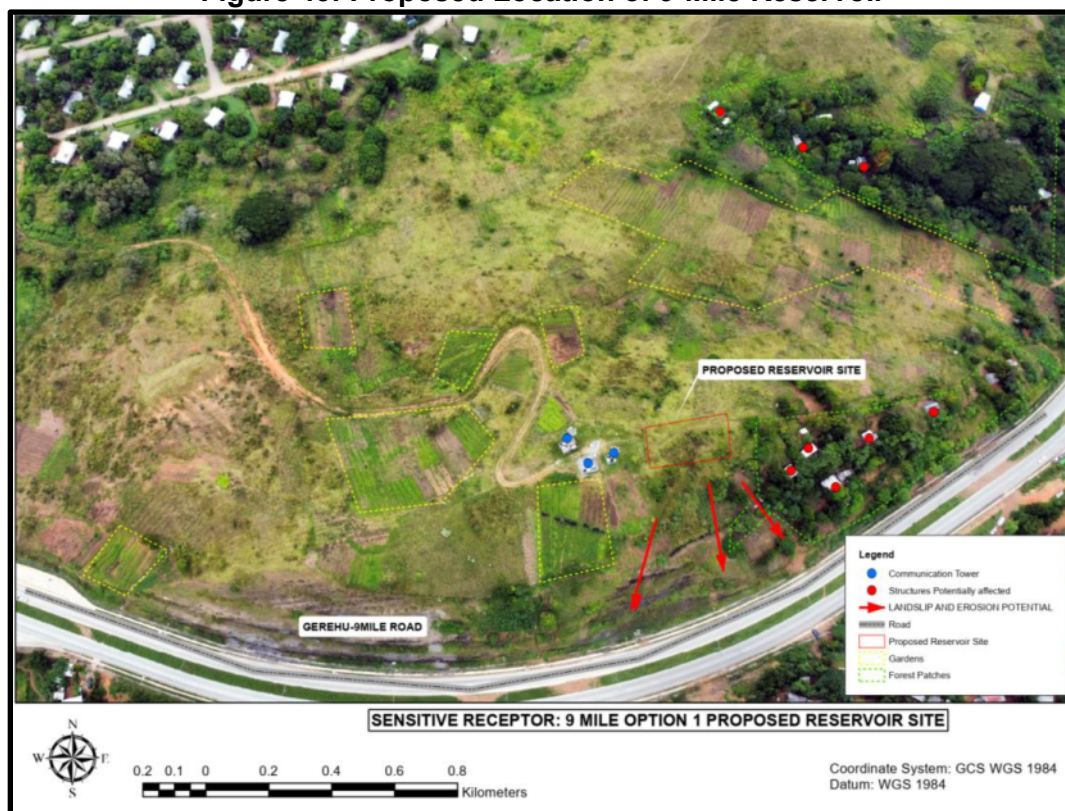 PROPOSED RESERVOIR SITE
GEREHU-9MILE ROAD
Legend
Communication Tower
Structures Potentially affected
LANDSLIP AND EROSION POTENTIAL
Road
Proposed Reservoir Site
Gardens
Forest Patches
SENSITIVE RECEPTOR: 9 MILE OPTION 1 PROPOSED RESERVOIR SITE
N
W E
S
0.2 0.1 0 0.2 0.4 0.6 0.8
Kilometers
Coordinate System: GCS WGS 1984
Datum: WGS 1984